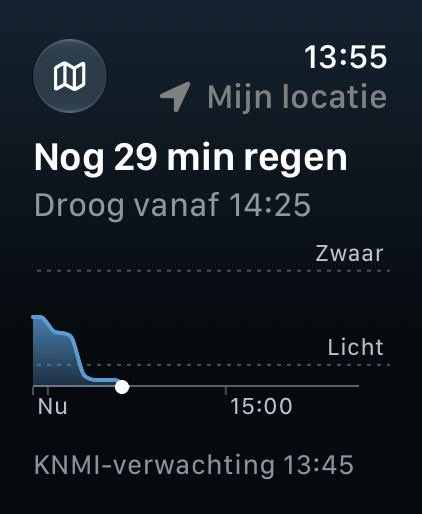 13:55
Mijn locatie
Nog 29 min regen
Droog vanaf 14:25
Zwaar
Licht
Nu 15:00
KNMI-verwachting 13:45